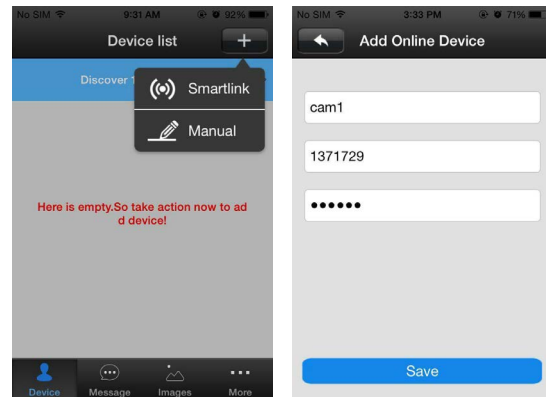 No SIM 9:31 AM 92%
Device list +
Discover
Smartlink
Manual
Here is empty.So take action now to ad
d device!
Device Message Images More
No SIM 3:33 PM 71%
Add Online Device
cam1
1371729
••••••
Save